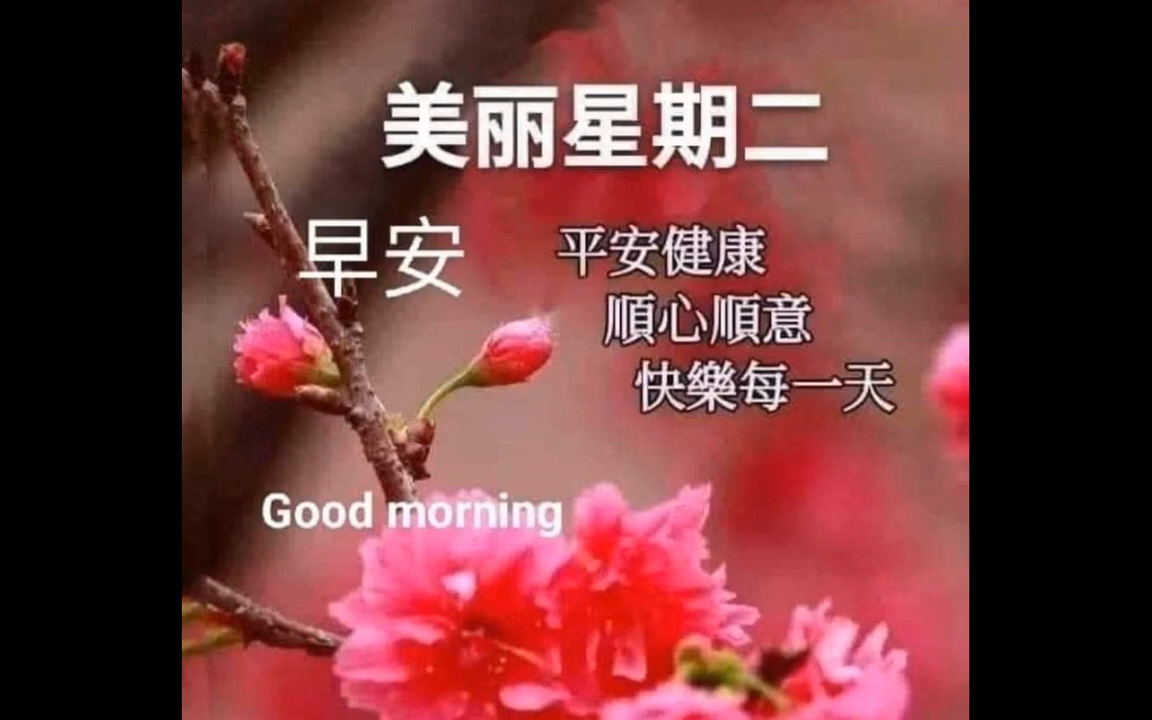 美丽星期二
早安
平安健康
順心順意
快樂每一天
Good morning